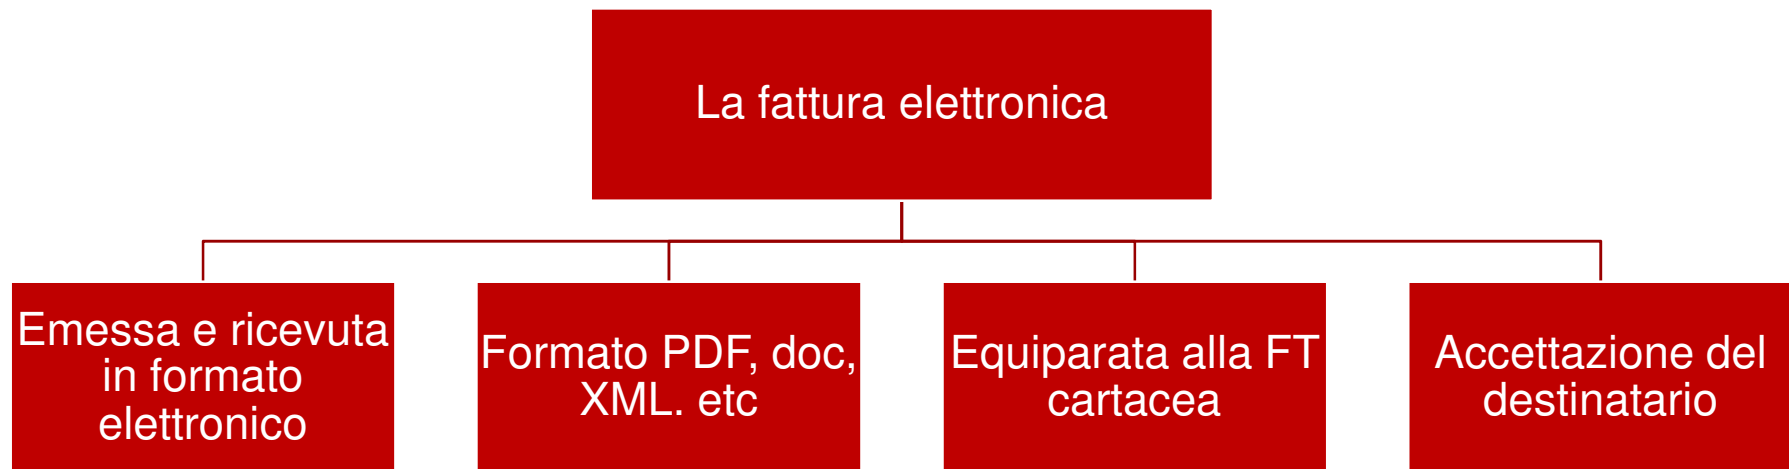 La fattura elettronica
Emessa e ricevuta
in formato
elettronico
Formato PDF, doc,
XML. etc
Equiparata alla FT
cartacea
Accettazione del
destinatario